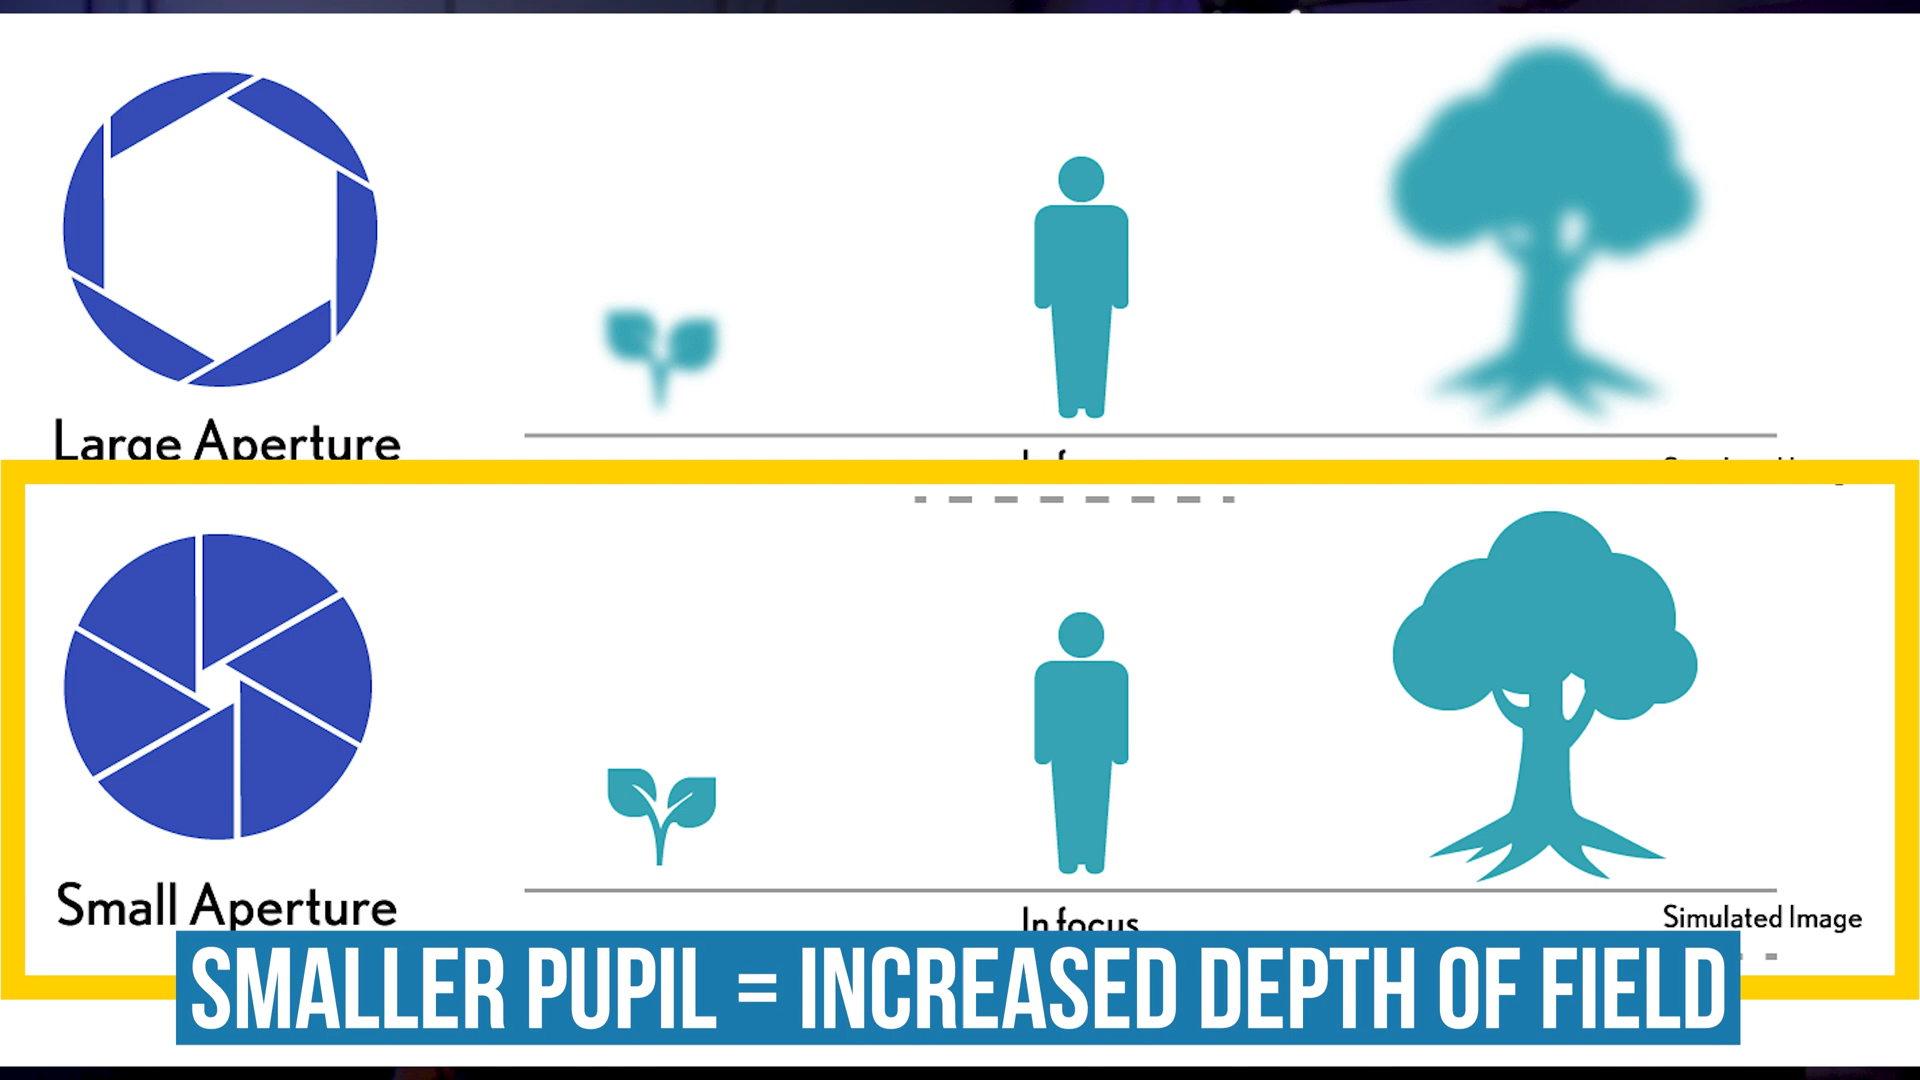 Large Aperture
Small Aperture
In focus
Simulated Image
SMALLER PUPIL = INCREASED DEPTH OF FIELD